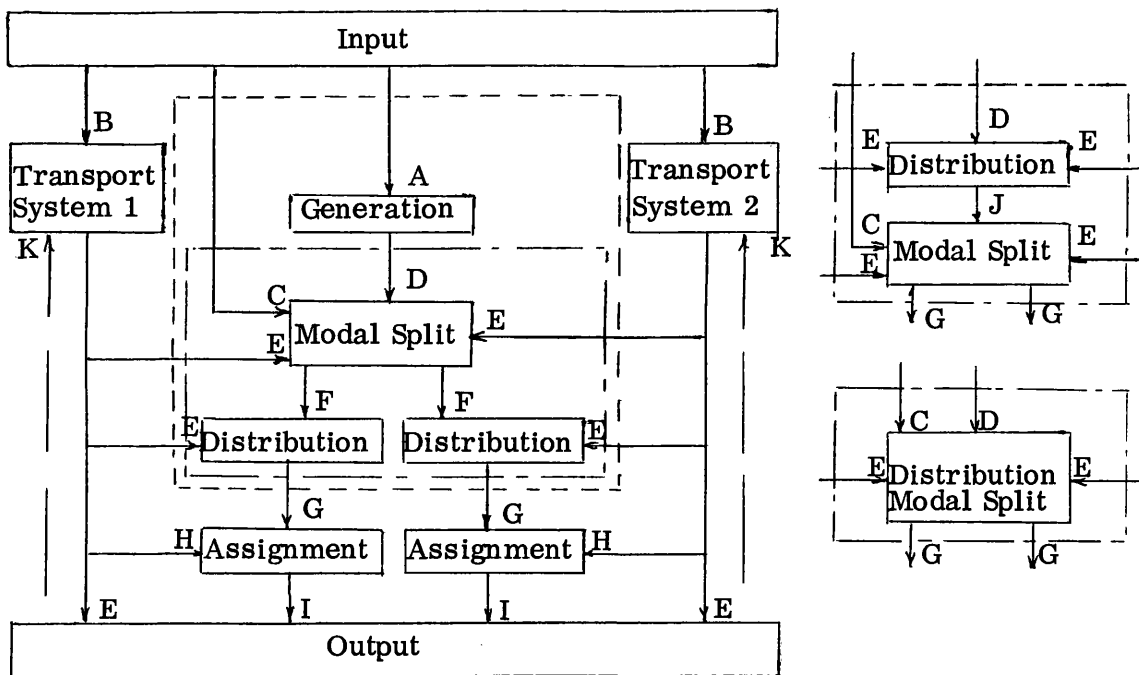 Input
B
B
Transport
System 1
A
Generation
Transport
System 2
K
K
D
C
Modal Split
E
E
F
F
E
Distribution
Distribution
E
G
G
H
Assignment
Assignment
H
E
I
I
E
Output
D
E
Distribution
E
J
C
Modal Split
E
E
G
G
C
D
E
Distribution
Modal Split
E
G
G